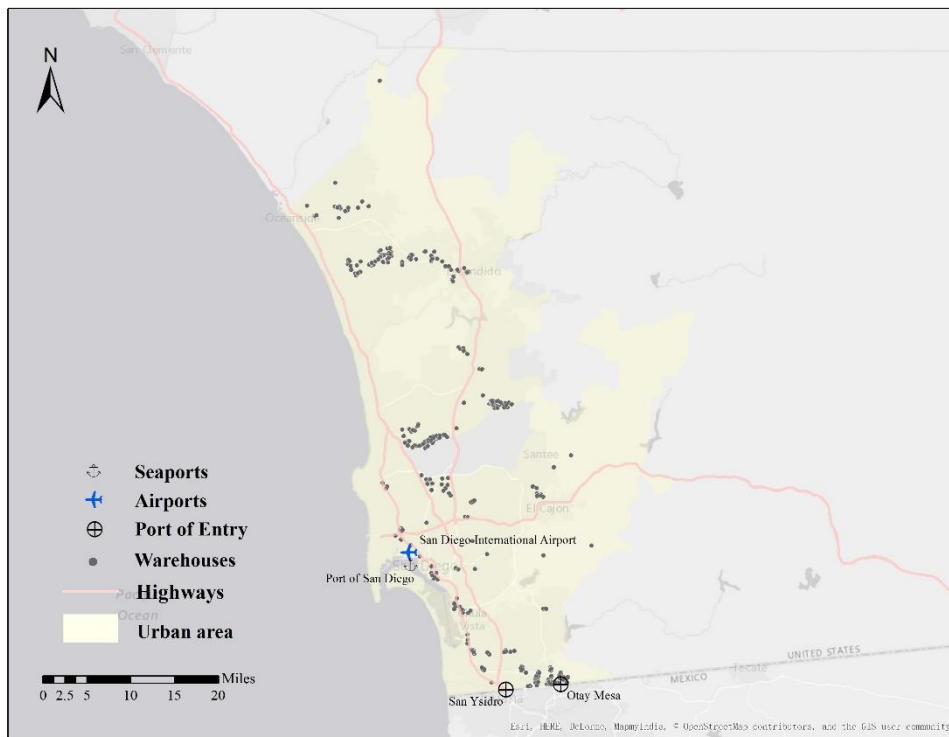 San Clemente
N
Oceanside
ndido
Santee
El Cajon
Seaports
Airports
Port of Entry
Warehouses
Highways
Urban area
San Diego International Airport
Port of San Diego
Vista
Ocean
UNITED STATES
MEXICO
Tecate
San Ysidro
Otay Mesa
Miles
0 2.5 5 10 15 20
Esri, HERE, DeLorme, MapmyIndia, © OpenStreetMap contributors, and the GIS user community